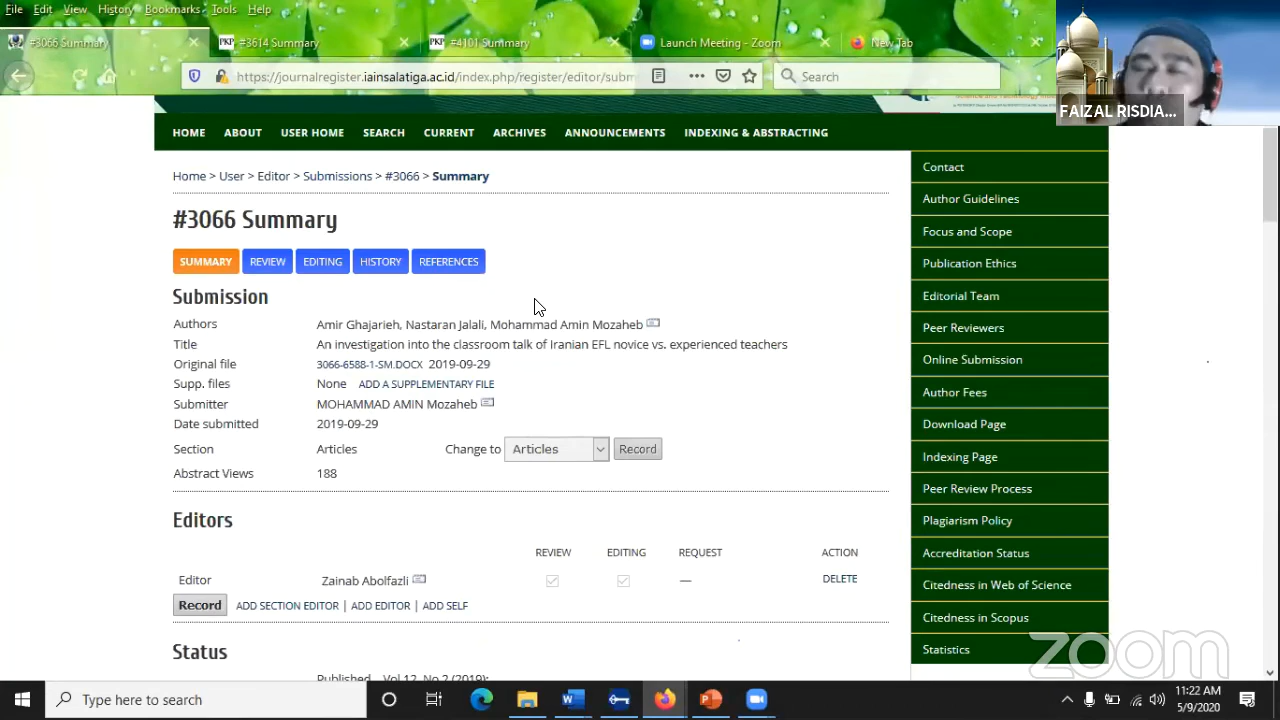 File Edit View History Bookmarks Tools Help
#3066 Summary
PKP #3614 Summary
PKP #4101 Summary
Launch Meeting - Zoom
New Tab
https://journalregister.iainsalatiga.ac.id/index.php/register/editor/subm
Search
FAIZAL RISDIA...
HOME ABOUT USER HOME SEARCH CURRENT ARCHIVES ANNOUNCEMENTS INDEXING & ABSTRACTING
Home > User > Editor > Submissions > #3066 > Summary
#3066 Summary
SUMMARY REVIEW EDITING HISTORY REFERENCES
Submission
Authors Amir Ghajarieh, Nastaran Jalali, Mohammad Amin Mozaheb
Title An investigation into the classroom talk of Iranian EFL novice vs. experienced teachers
Original file 3066-6588-1-SM.DOCX 2019-09-29
Supp. files None ADD A SUPPLEMENTARY FILE
Submitter MOHAMMAD AMIN Mozaheb
Date submitted 2019-09-29
Section Articles Change to Articles Record
Abstract Views 188
Editors
REVIEW EDITING REQUEST ACTION
Editor Zainab Abolfazli — DELETE
Record ADD SECTION EDITOR | ADD EDITOR | ADD SELF
Status
Published Vol 12, No 2 (2019):
Contact
Author Guidelines
Focus and Scope
Publication Ethics
Editorial Team
Peer Reviewers
Online Submission
Author Fees
Download Page
Indexing Page
Peer Review Process
Plagiarism Policy
Accreditation Status
Citedness in Web of Science
Citedness in Scopus
Statistics
zoom
Type here to search
11:22 AM
5/9/2020